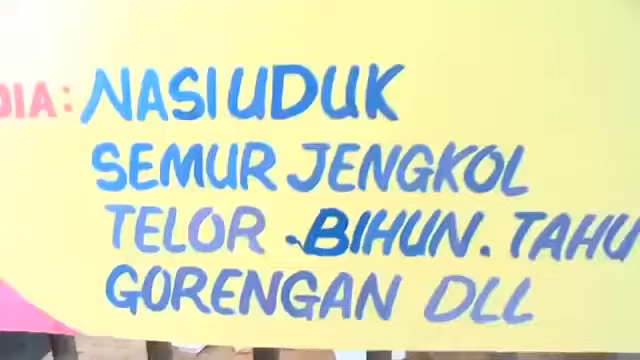 DIA: NASI UDUK
SEMUR JENGKOL
TELOR .BIHUN. TAHU
GORENGAN DLL